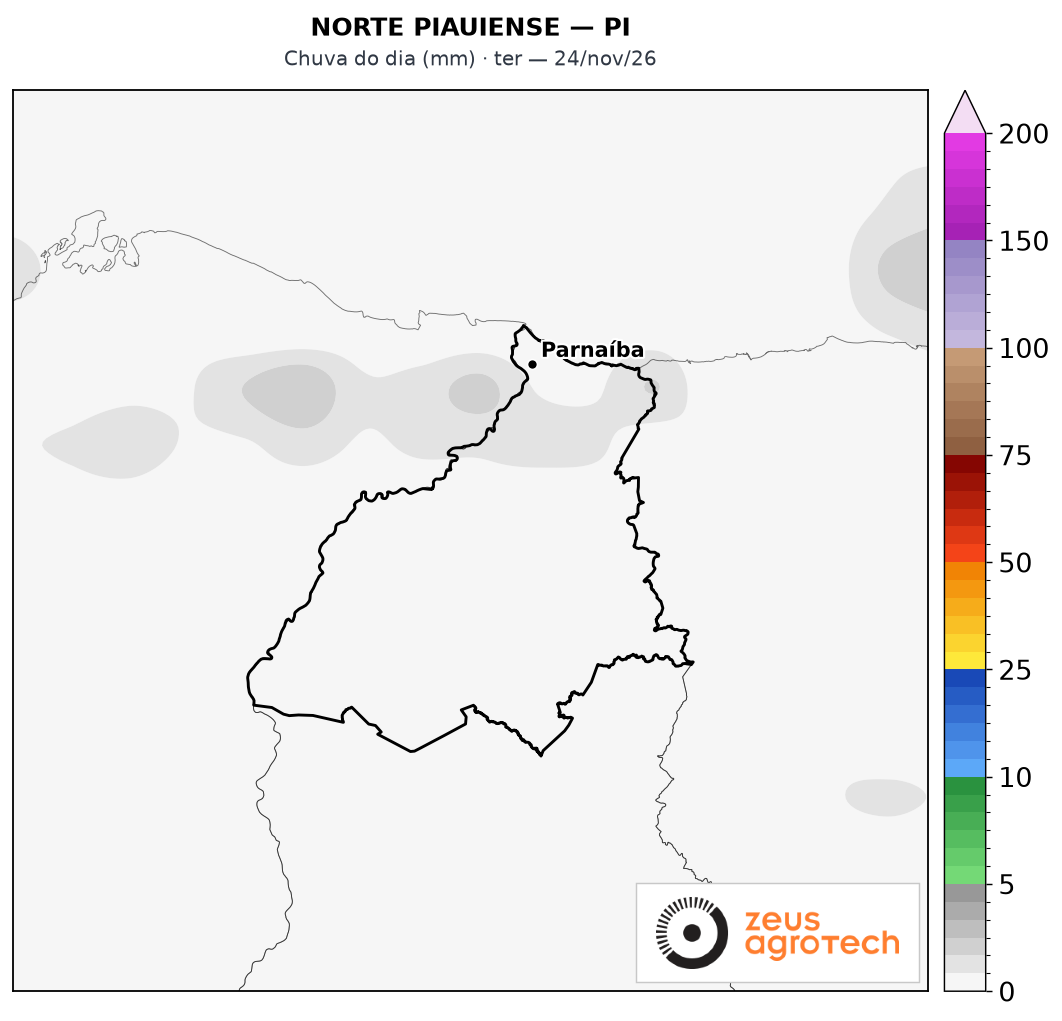 NORTE PIAUIENSE — PI
Chuva do dia (mm) · ter — 24/nov/26
Parnaíba
200
150
100
75
50
25
10
5
0
zeus
agrotech